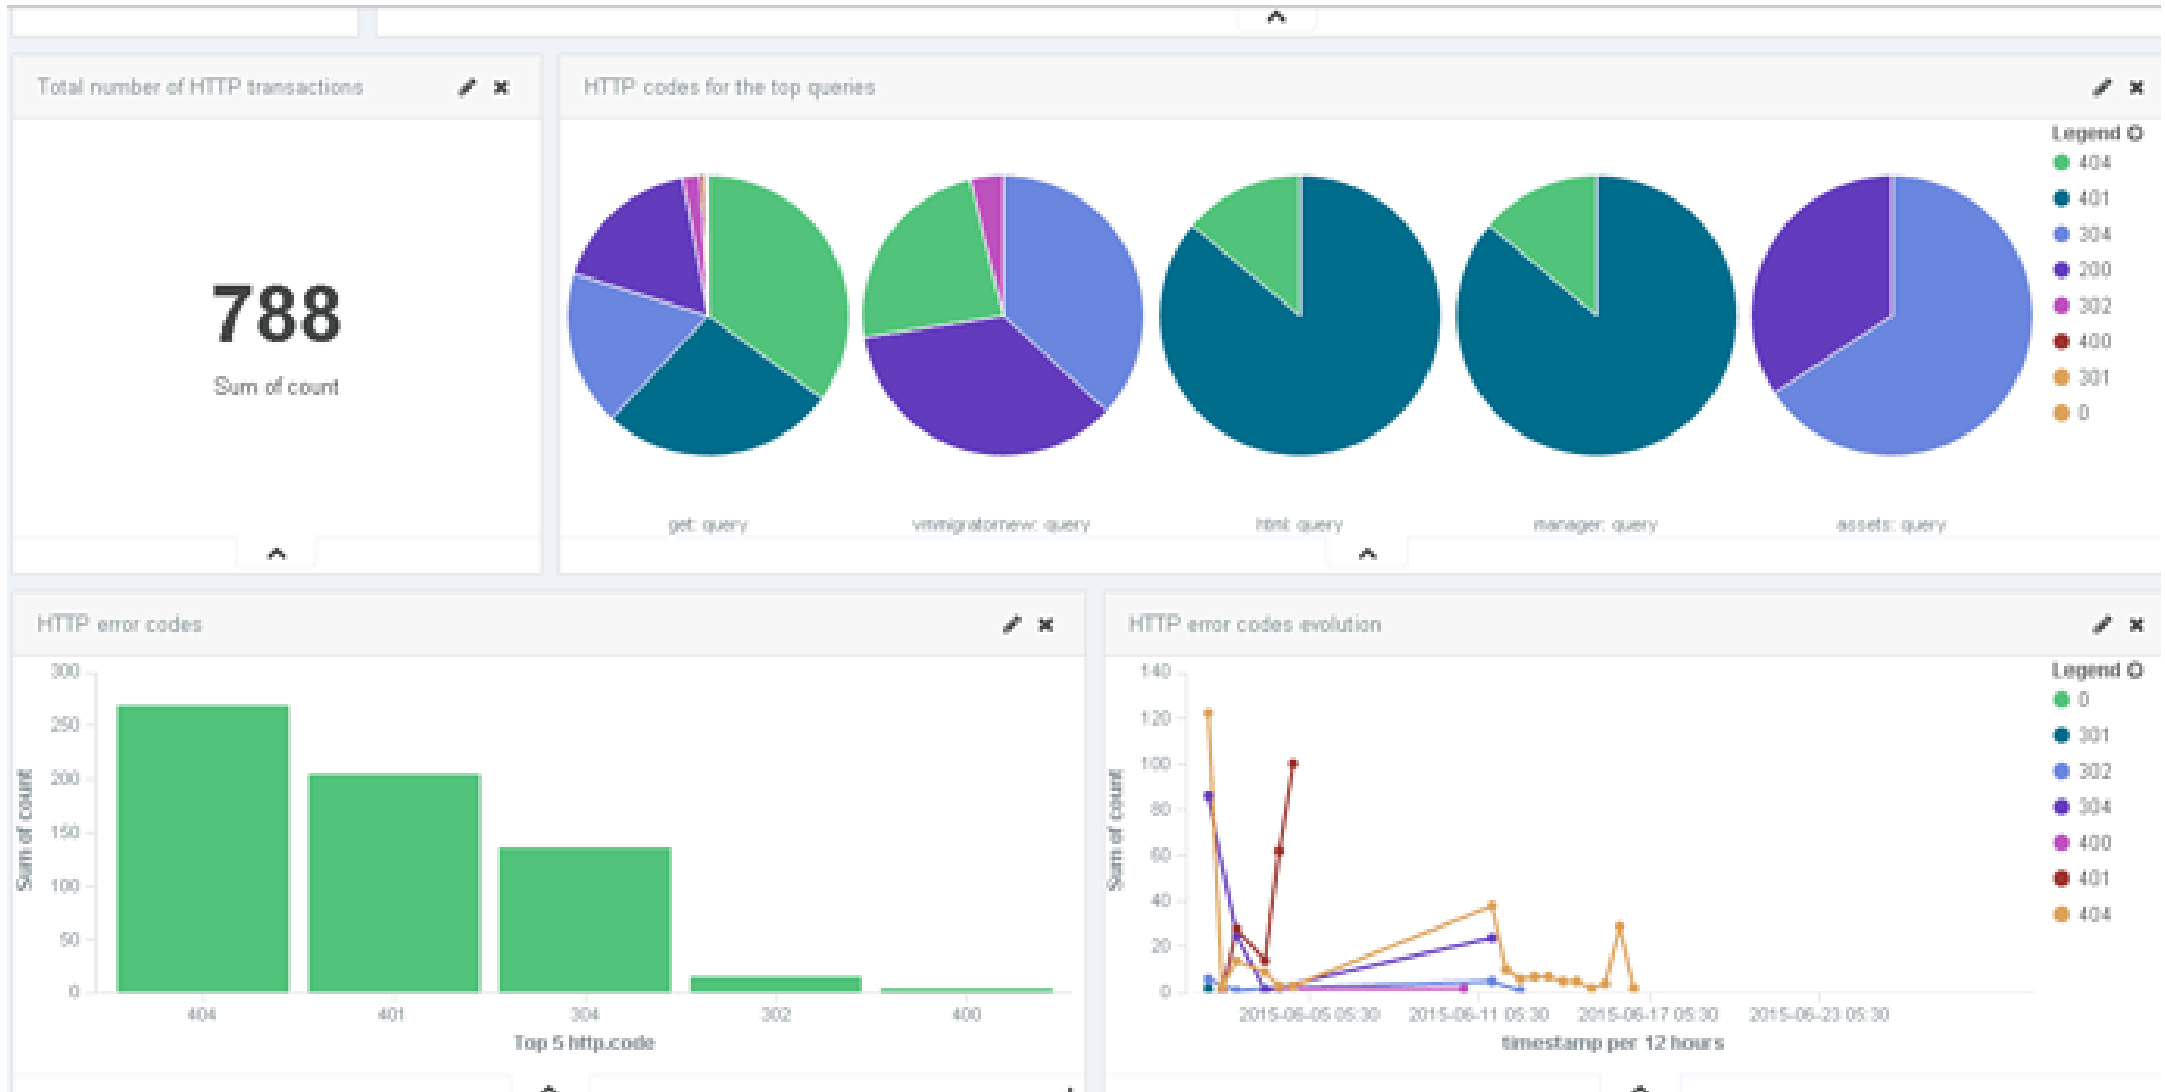 Total number of HTTP transactions
788
Sum of count
HTTP codes for the top queries
Legend
404
401
304
200
302
400
301
0
get: query
vmmigratornew: query
html: query
manager: query
assets: query
HTTP error codes
Sum of count
300
250
200
150
100
50
0
404
401
304
302
400
Top 5 http.code
HTTP error codes evolution
Sum of count
140
120
100
80
60
40
20
0
2015-06-05 05:30
2015-06-11 05:30
2015-06-17 05:30
2015-06-23 05:30
timestamp per 12 hours
Legend
0
301
302
304
400
401
404